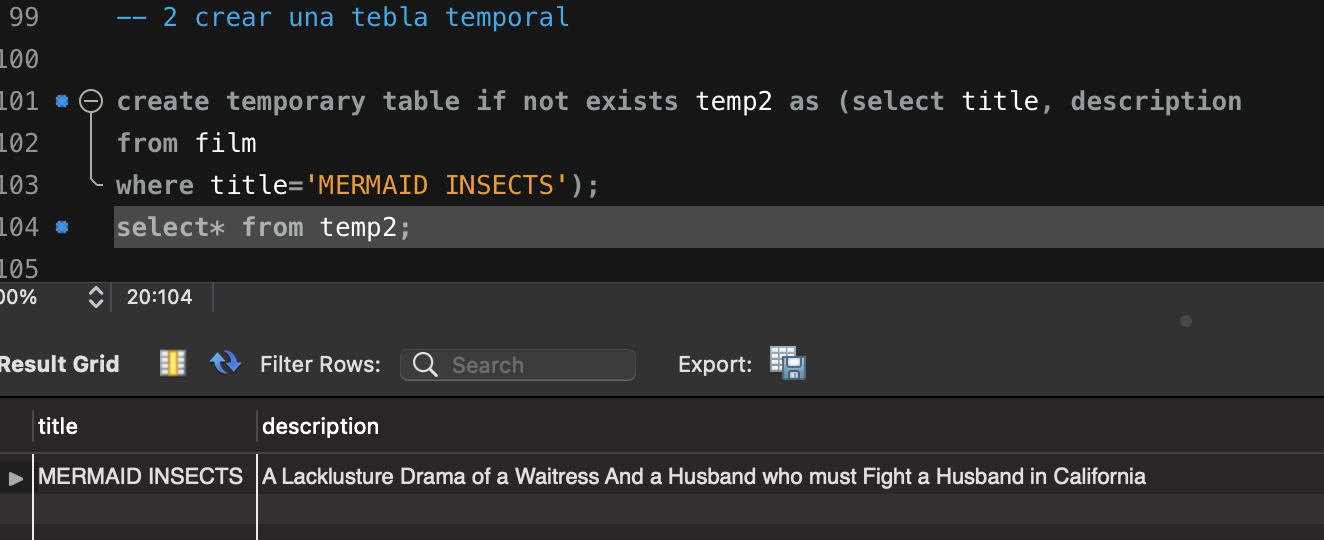 99 -- 2 crear una tebla temporal
100
101 create temporary table if not exists temp2 as (select title, description
102 from film
103 where title='MERMAID INSECTS');
104 select* from temp2;
105
00% 20:104
Result Grid Filter Rows: Search Export:
title description
MERMAID INSECTS A Lacklusture Drama of a Waitress And a Husband who must Fight a Husband in California